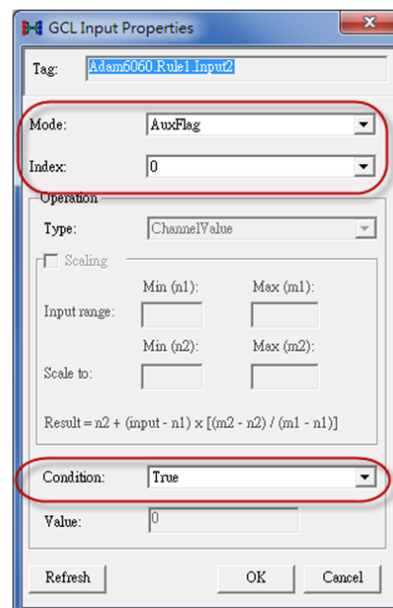 GCL Input Properties
Tag: Adam6060.Rule1.Input2
Mode: AuxFlag
Index: 0
Operation
Type: ChannelValue
Scaling
Min (n1): Max (m1):
Input range:
Min (n2): Max (m2):
Scale to:
Result = n2 + (input - n1) x [(m2 - n2) / (m1 - n1)]
Condition: True
Value: 0
Refresh OK Cancel